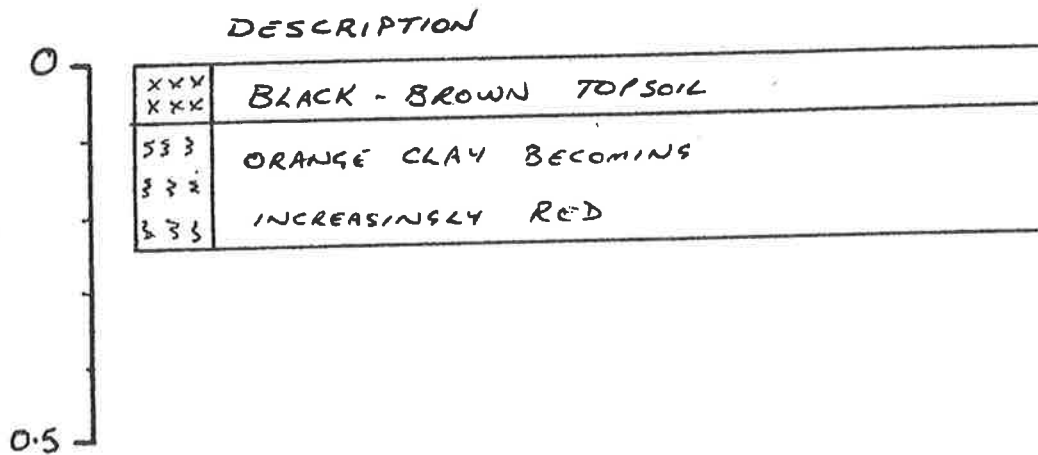 DESCRIPTION
0
BLACK - BROWN TOPSOIL
ORANGE CLAY BECOMING
INCREASINGLY RED
0.5